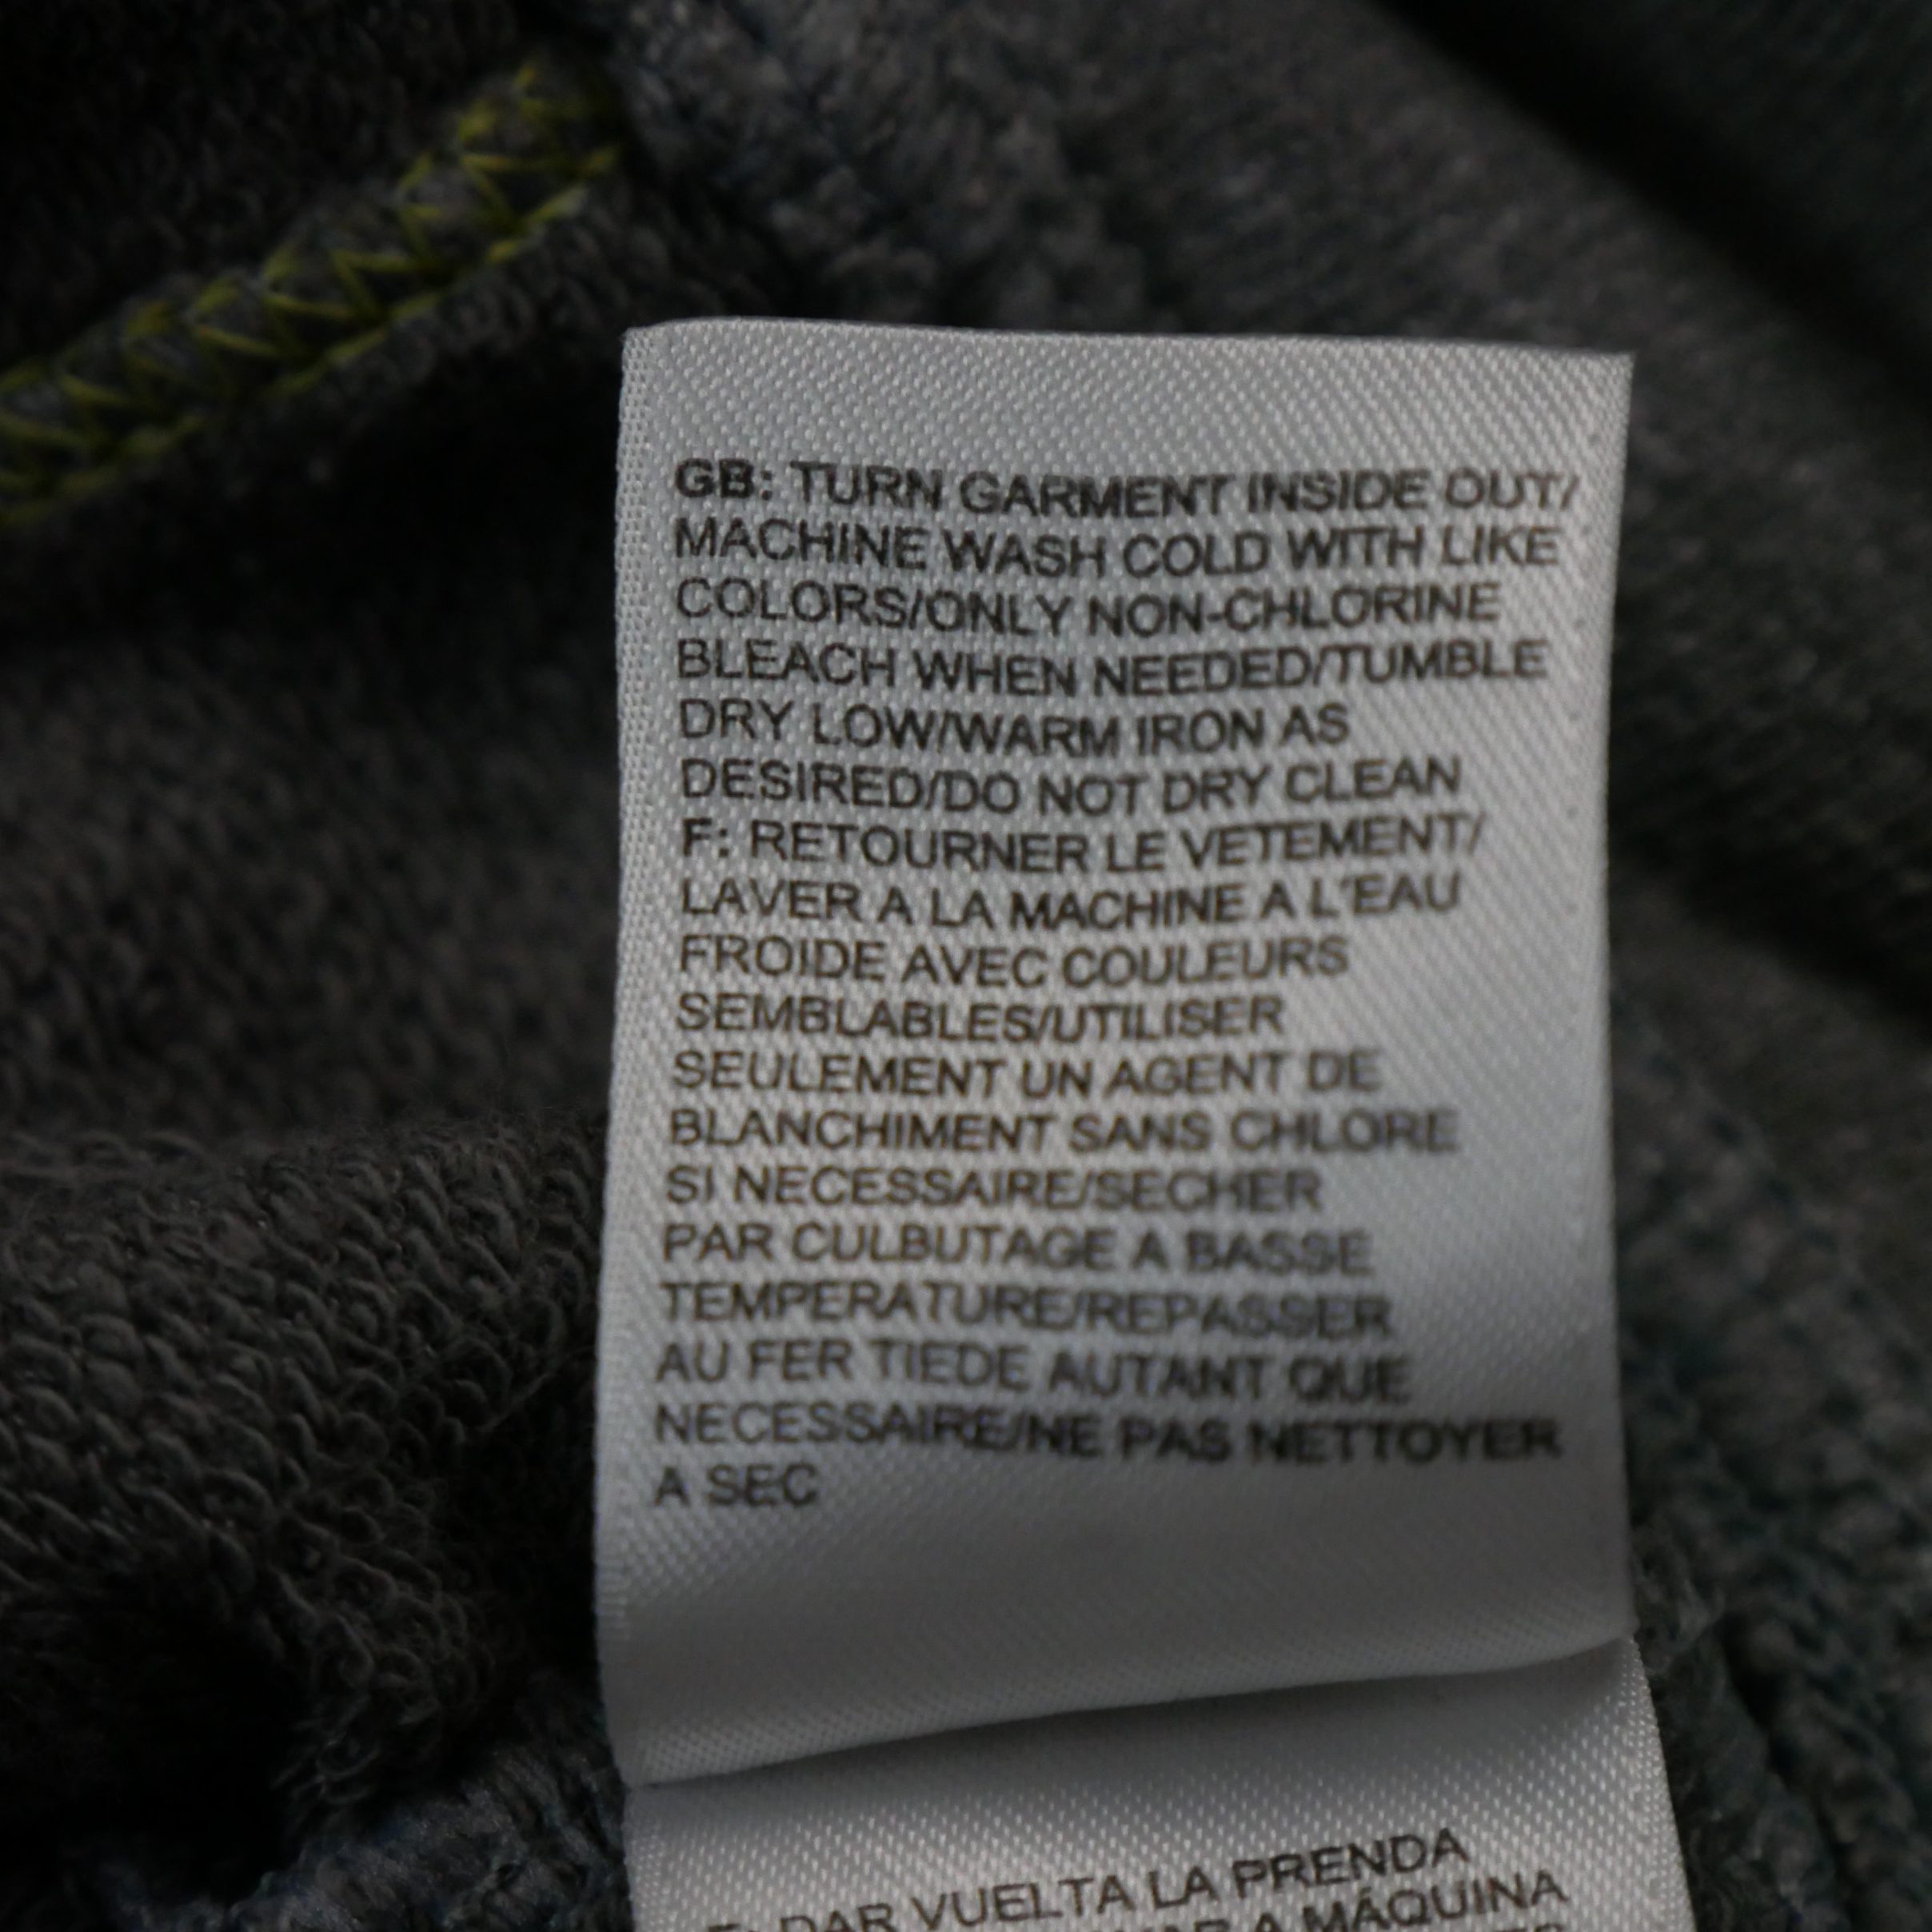 GB: TURN GARMENT INSIDE OUT/
MACHINE WASH COLD WITH LIKE
COLORS/ONLY NON-CHLORINE
BLEACH WHEN NEEDED/TUMBLE
DRY LOW/WARM IRON AS
DESIRED/DO NOT DRY CLEAN
F: RETOURNER LE VETEMENT/
LAVER A LA MACHINE A L'EAU
FROIDE AVEC COULEURS
SEMBLABLES/UTILISER
SEULEMENT UN AGENT DE
BLANCHIMENT SANS CHLORE
SI NECESSAIRE/SECHER
PAR CULBUTAGE A BASSE
TEMPERATURE/REPASSER
AU FER TIEDE AUTANT QUE
NECESSAIRE/NE PAS NETTOYER
A SEC
DAR VUELTA LA PRENDA
A MÁQUINA